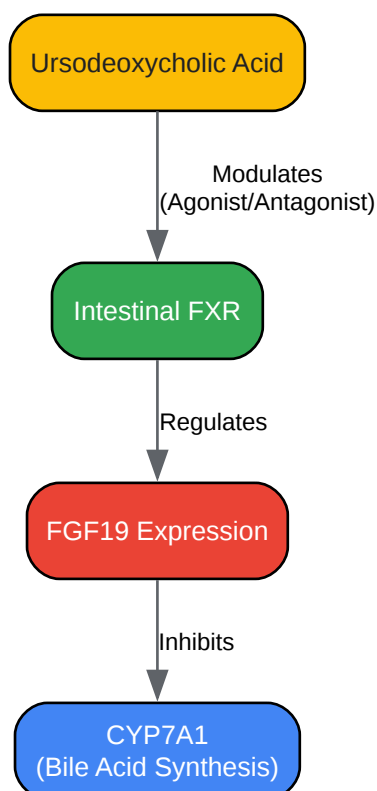 Ursodeoxycholic Acid
Modulates
(Agonist/Antagonist)
Intestinal FXR
Regulates
FGF19 Expression
Inhibits
CYP7A1
(Bile Acid Synthesis)